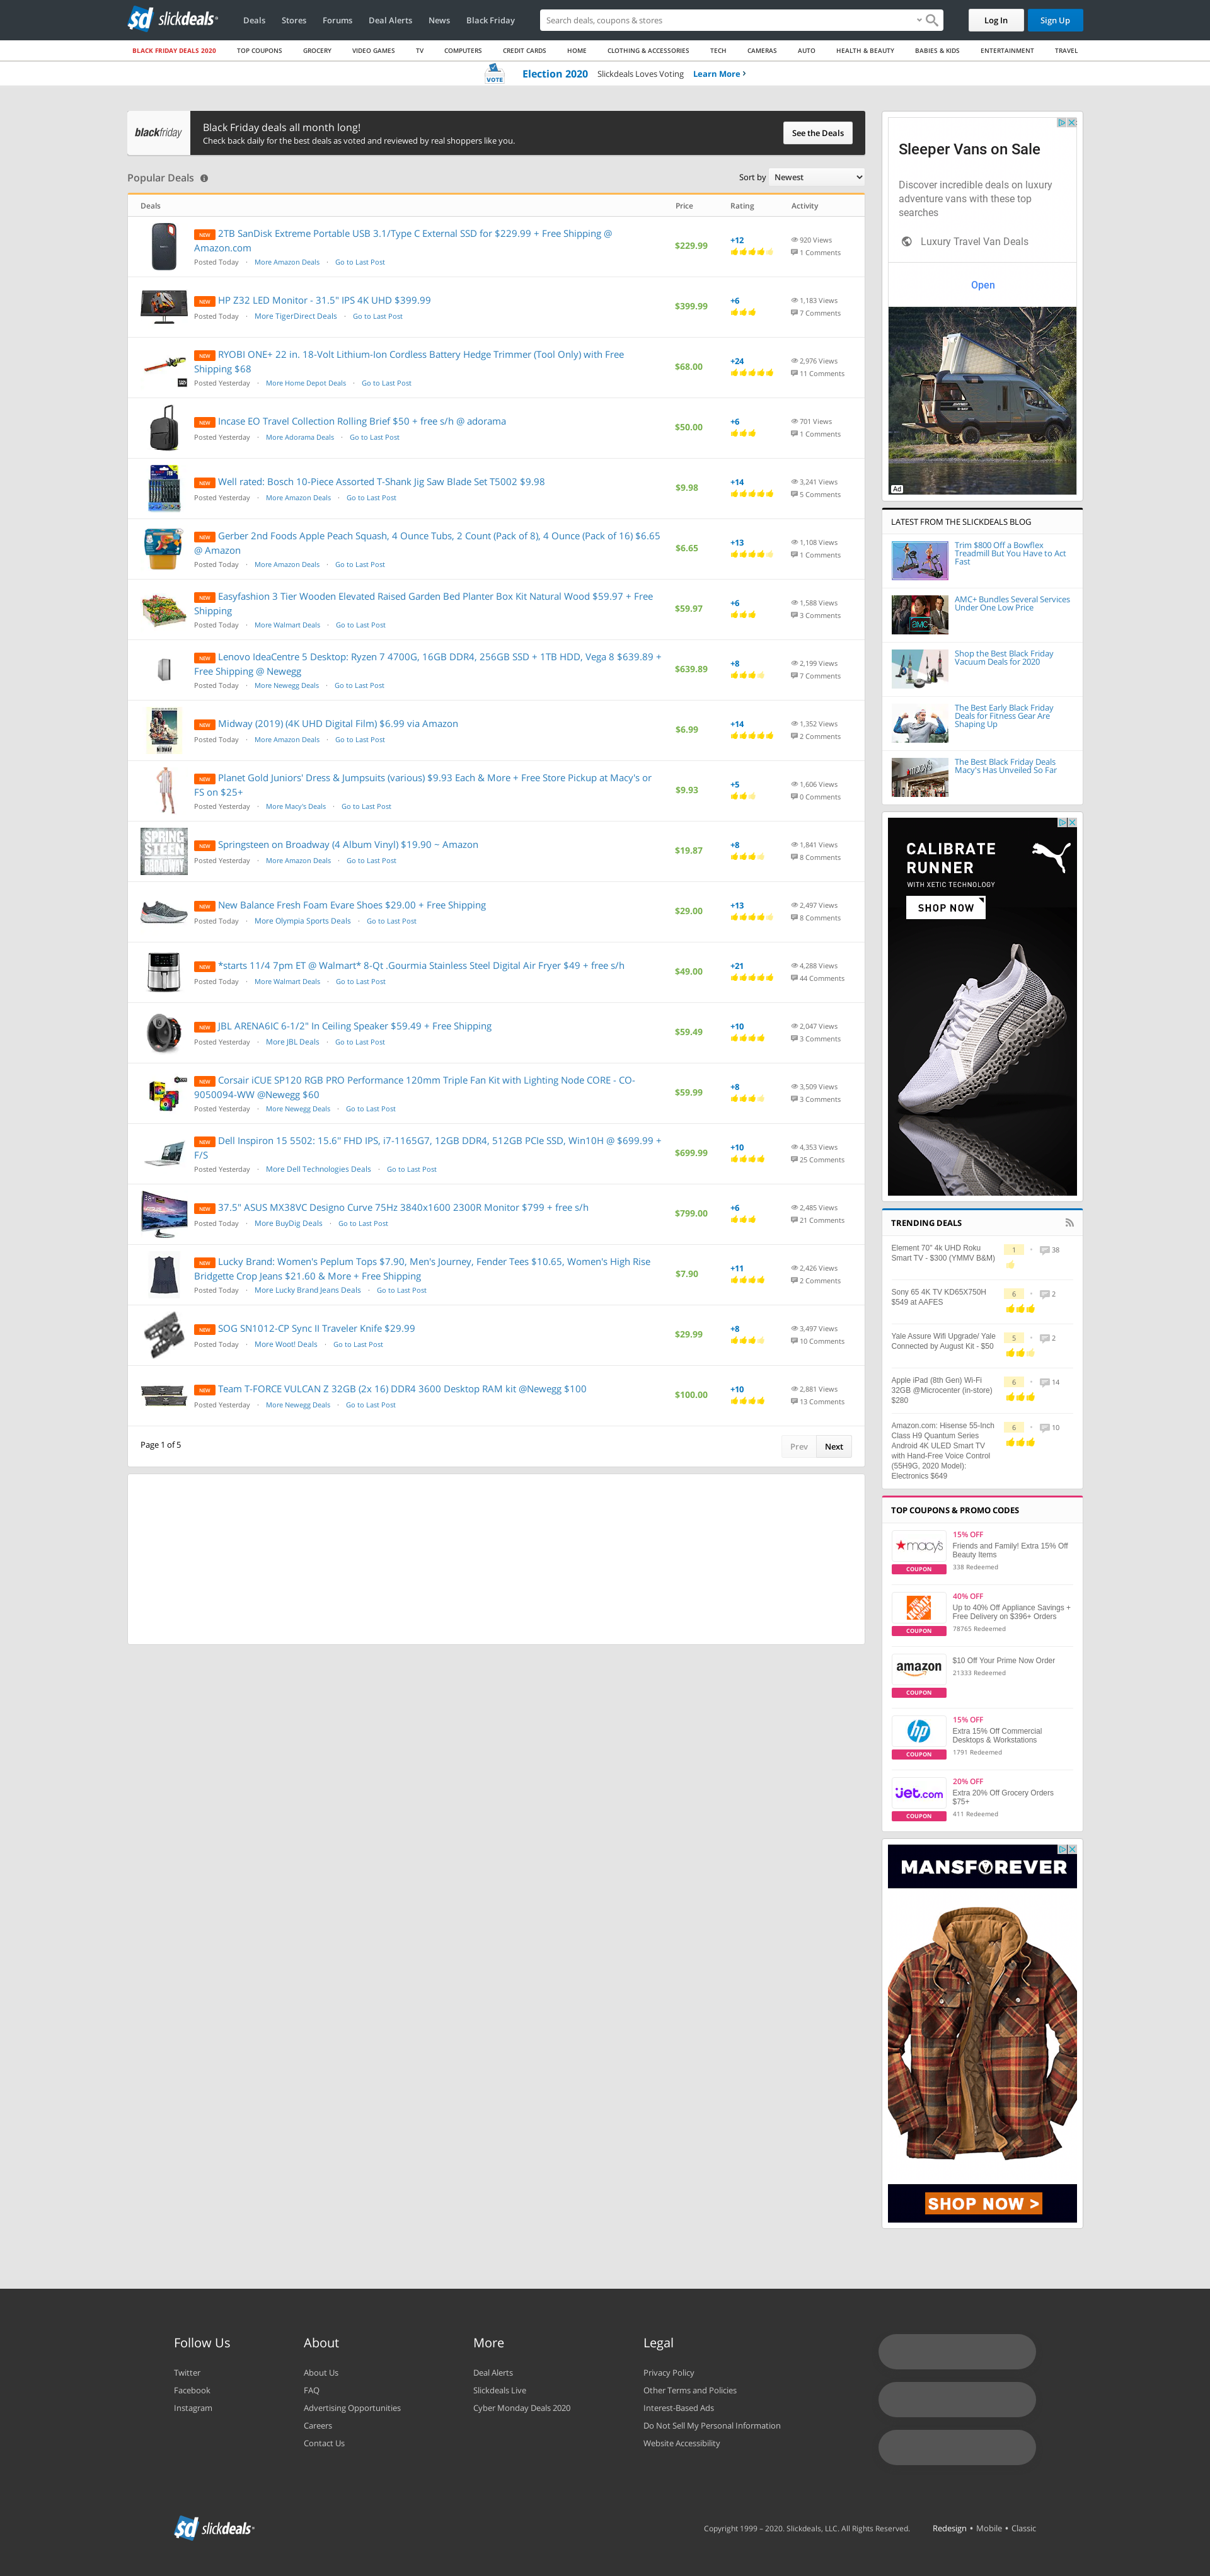 slickdeals
Deals
Stores
Forums
Deal Alerts
News
Black Friday
Search deals, coupons & stores
Log In
Sign Up
BLACK FRIDAY DEALS 2020
TOP COUPONS
GROCERY
VIDEO GAMES
TV
COMPUTERS
CREDIT CARDS
HOME
CLOTHING & ACCESSORIES
TECH
CAMERAS
AUTO
HEALTH & BEAUTY
BABIES & KIDS
ENTERTAINMENT
TRAVEL
VOTE
Election 2020 Slickdeals Loves Voting Learn More
blackfriday
Black Friday deals all month long!
Check back daily for the best deals as voted and reviewed by real shoppers like you.
See the Deals
Popular Deals
Sort by Newest
Deals Price Rating Activity
NEW 2TB SanDisk Extreme Portable USB 3.1/Type C External SSD for $229.99 + Free Shipping @
Amazon.com
Posted Today · More Amazon Deals · Go to Last Post
$229.99
+12
920 Views
1 Comments
NEW HP Z32 LED Monitor - 31.5" IPS 4K UHD $399.99
Posted Today · More TigerDirect Deals · Go to Last Post
$399.99
+6
1,183 Views
7 Comments
NEW RYOBI ONE+ 22 in. 18-Volt Lithium-Ion Cordless Battery Hedge Trimmer (Tool Only) with Free
Shipping $68
Posted Yesterday · More Home Depot Deals · Go to Last Post
$68.00
+24
2,976 Views
11 Comments
NEW Incase EO Travel Collection Rolling Brief $50 + free s/h @ adorama
Posted Yesterday · More Adorama Deals · Go to Last Post
$50.00
+6
701 Views
1 Comments
NEW Well rated: Bosch 10-Piece Assorted T-Shank Jig Saw Blade Set T5002 $9.98
Posted Yesterday · More Amazon Deals · Go to Last Post
$9.98
+14
3,241 Views
5 Comments
NEW Gerber 2nd Foods Apple Peach Squash, 4 Ounce Tubs, 2 Count (Pack of 8), 4 Ounce (Pack of 16) $6.65
@ Amazon
Posted Today · More Amazon Deals · Go to Last Post
$6.65
+13
1,108 Views
1 Comments
NEW Easyfashion 3 Tier Wooden Elevated Raised Garden Bed Planter Box Kit Natural Wood $59.97 + Free
Shipping
Posted Today · More Walmart Deals · Go to Last Post
$59.97
+6
1,588 Views
3 Comments
NEW Lenovo IdeaCentre 5 Desktop: Ryzen 7 4700G, 16GB DDR4, 256GB SSD + 1TB HDD, Vega 8 $639.89 +
Free Shipping @ Newegg
Posted Today · More Newegg Deals · Go to Last Post
$639.89
+8
2,199 Views
7 Comments
MIDWAY
NEW Midway (2019) (4K UHD Digital Film) $6.99 via Amazon
Posted Today · More Amazon Deals · Go to Last Post
$6.99
+14
1,352 Views
2 Comments
NEW Planet Gold Juniors' Dress & Jumpsuits (various) $9.93 Each & More + Free Store Pickup at Macy's or
FS on $25+
Posted Yesterday · More Macy's Deals · Go to Last Post
$9.93
+5
1,606 Views
0 Comments
SPRING
STEEN
BROADWAY
NEW Springsteen on Broadway (4 Album Vinyl) $19.90 ~ Amazon
Posted Yesterday · More Amazon Deals · Go to Last Post
$19.87
+8
1,841 Views
8 Comments
NEW New Balance Fresh Foam Evare Shoes $29.00 + Free Shipping
Posted Today · More Olympia Sports Deals · Go to Last Post
$29.00
+13
2,497 Views
8 Comments
NEW *starts 11/4 7pm ET @ Walmart* 8-Qt .Gourmia Stainless Steel Digital Air Fryer $49 + free s/h
Posted Today · More Walmart Deals · Go to Last Post
$49.00
+21
4,288 Views
44 Comments
NEW JBL ARENA6IC 6-1/2" In Ceiling Speaker $59.49 + Free Shipping
Posted Yesterday · More JBL Deals · Go to Last Post
$59.49
+10
2,047 Views
3 Comments
NEW Corsair iCUE SP120 RGB PRO Performance 120mm Triple Fan Kit with Lighting Node CORE - CO-
9050094-WW @Newegg $60
Posted Yesterday · More Newegg Deals · Go to Last Post
$59.99
+8
3,509 Views
3 Comments
NEW Dell Inspiron 15 5502: 15.6'' FHD IPS, i7-1165G7, 12GB DDR4, 512GB PCIe SSD, Win10H @ $699.99 +
F/S
Posted Yesterday · More Dell Technologies Deals · Go to Last Post
$699.99
+10
4,353 Views
25 Comments
38"
NEW 37.5" ASUS MX38VC Designo Curve 75Hz 3840x1600 2300R Monitor $799 + free s/h
Posted Today · More BuyDig Deals · Go to Last Post
$799.00
+6
2,485 Views
21 Comments
NEW Lucky Brand: Women's Peplum Tops $7.90, Men's Journey, Fender Tees $10.65, Women's High Rise
Bridgette Crop Jeans $21.60 & More + Free Shipping
Posted Today · More Lucky Brand Jeans Deals · Go to Last Post
$7.90
+11
2,426 Views
2 Comments
NEW SOG SN1012-CP Sync II Traveler Knife $29.99
Posted Today · More Woot! Deals · Go to Last Post
$29.99
+8
3,497 Views
10 Comments
NEW Team T-FORCE VULCAN Z 32GB (2x 16) DDR4 3600 Desktop RAM kit @Newegg $100
Posted Yesterday · More Newegg Deals · Go to Last Post
$100.00
+10
2,881 Views
13 Comments
Page 1 of 5
Prev
Next
Sleeper Vans on Sale
Discover incredible deals on luxury
adventure vans with these top
searches
Luxury Travel Van Deals
Open
Ad
LATEST FROM THE SLICKDEALS BLOG
Trim $800 Off a Bowflex
Treadmill But You Have to Act
Fast
AMC+
AMC+ Bundles Several Services
Under One Low Price
Shop the Best Black Friday
Vacuum Deals for 2020
The Best Early Black Friday
Deals for Fitness Gear Are
Shaping Up
The Best Black Friday Deals
Macy's Has Unveiled So Far
CALIBRATE
RUNNER
WITH XETIC TECHNOLOGY
SHOP NOW
TRENDING DEALS
Element 70" 4k UHD Roku
Smart TV - $300 (YMMV B&M)
1 · 38
Sony 65 4K TV KD65X750H
$549 at AAFES
6 · 2
Yale Assure Wifi Upgrade/ Yale
Connected by August Kit - $50
5 · 2
Apple iPad (8th Gen) Wi-Fi
32GB @Microcenter (in-store)
$280
6 · 14
Amazon.com: Hisense 55-Inch
Class H9 Quantum Series
Android 4K ULED Smart TV
with Hand-Free Voice Control
(55H9G, 2020 Model):
Electronics $649
6 · 10
TOP COUPONS & PROMO CODES
macy's
COUPON
15% OFF
Friends and Family! Extra 15% Off
Beauty Items
338 Redeemed
COUPON
40% OFF
Up to 40% Off Appliance Savings +
Free Delivery on $396+ Orders
78765 Redeemed
amazon
COUPON
$10 Off Your Prime Now Order
21333 Redeemed
hp
COUPON
15% OFF
Extra 15% Off Commercial
Desktops & Workstations
1791 Redeemed
jet.com
COUPON
20% OFF
Extra 20% Off Grocery Orders
$75+
411 Redeemed
MANSFOREVER
SHOP NOW >
Follow Us
Twitter
Facebook
Instagram
About
About Us
FAQ
Advertising Opportunities
Careers
Contact Us
More
Deal Alerts
Slickdeals Live
Cyber Monday Deals 2020
Legal
Privacy Policy
Other Terms and Policies
Interest-Based Ads
Do Not Sell My Personal Information
Website Accessibility
slickdeals
Copyright 1999 – 2020. Slickdeals, LLC. All Rights Reserved.
Redesign • Mobile • Classic